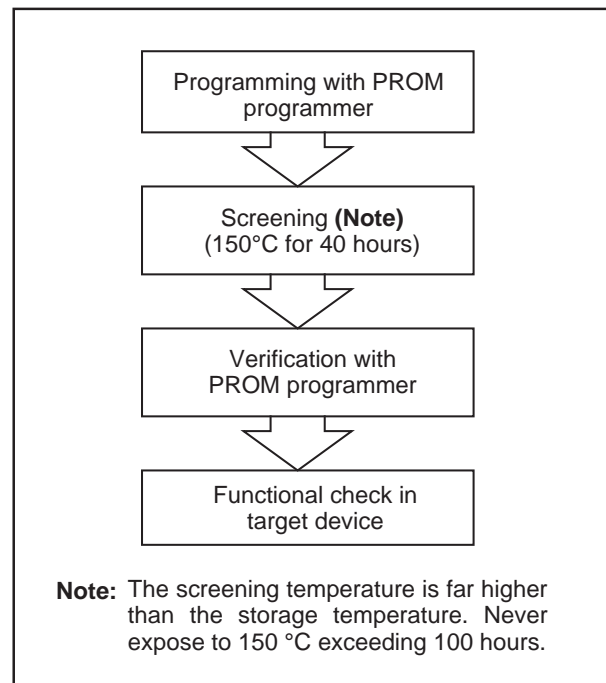 Programming with PROM
programmer
Screening (Note)
(150°C for 40 hours)
Verification with
PROM programmer
Functional check in
target device
Note: The screening temperature is far higher
than the storage temperature. Never
expose to 150 °C exceeding 100 hours.